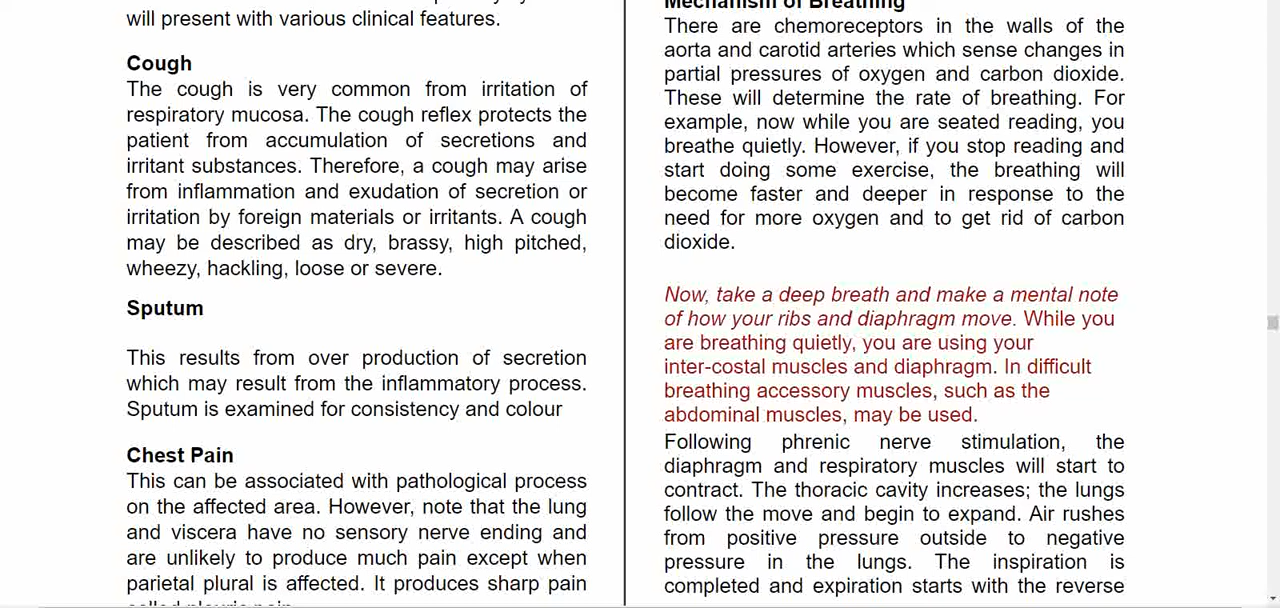 will present with various clinical features.
Cough
The cough is very common from irritation of
respiratory mucosa. The cough reflex protects the
patient from accumulation of secretions and
irritant substances. Therefore, a cough may arise
from inflammation and exudation of secretion or
irritation by foreign materials or irritants. A cough
may be described as dry, brassy, high pitched,
wheezy, hackling, loose or severe.
Sputum
This results from over production of secretion
which may result from the inflammatory process.
Sputum is examined for consistency and colour
Chest Pain
This can be associated with pathological process
on the affected area. However, note that the lung
and viscera have no sensory nerve ending and
are unlikely to produce much pain except when
parietal plural is affected. It produces sharp pain
Mechanism of Breathing
There are chemoreceptors in the walls of the
aorta and carotid arteries which sense changes in
partial pressures of oxygen and carbon dioxide.
These will determine the rate of breathing. For
example, now while you are seated reading, you
breathe quietly. However, if you stop reading and
start doing some exercise, the breathing will
become faster and deeper in response to the
need for more oxygen and to get rid of carbon
dioxide.
Now, take a deep breath and make a mental note
of how your ribs and diaphragm move. While you
are breathing quietly, you are using your
inter-costal muscles and diaphragm. In difficult
breathing accessory muscles, such as the
abdominal muscles, may be used.
Following phrenic nerve stimulation, the
diaphragm and respiratory muscles will start to
contract. The thoracic cavity increases; the lungs
follow the move and begin to expand. Air rushes
from positive pressure outside to negative
pressure in the lungs. The inspiration is
completed and expiration starts with the reverse